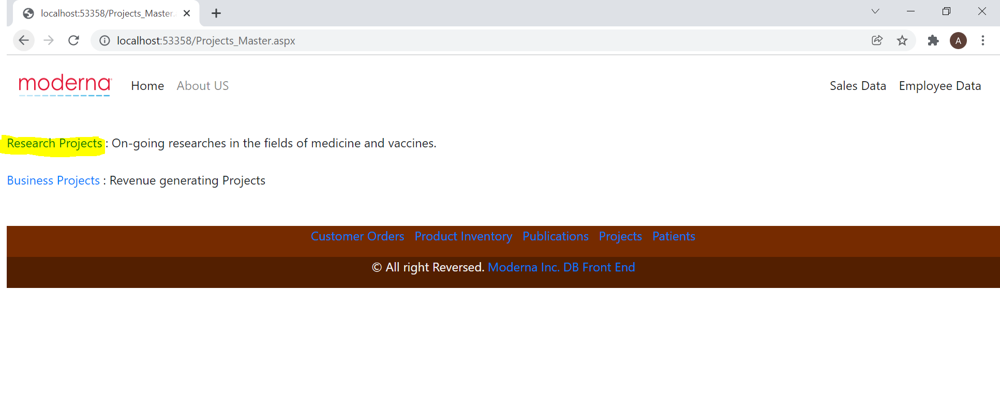 localhost:53358/Projects_Master.
localhost:53358/Projects_Master.aspx
A
moderna Home About US Sales Data Employee Data
Research Projects : On-going researches in the fields of medicine and vaccines.
Business Projects : Revenue generating Projects
Customer Orders Product Inventory Publications Projects Patients
© All right Reversed. Moderna Inc. DB Front End